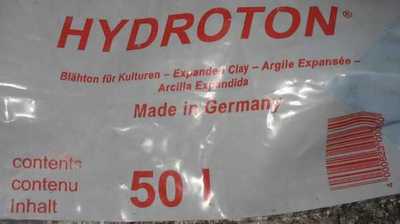 HYDROTON®
Blähton für Kulturen – Expanded Clay – Argile Expansée –
Arcilla Expandida
Made in Germany
contents
contenu
Inhalt
50 l